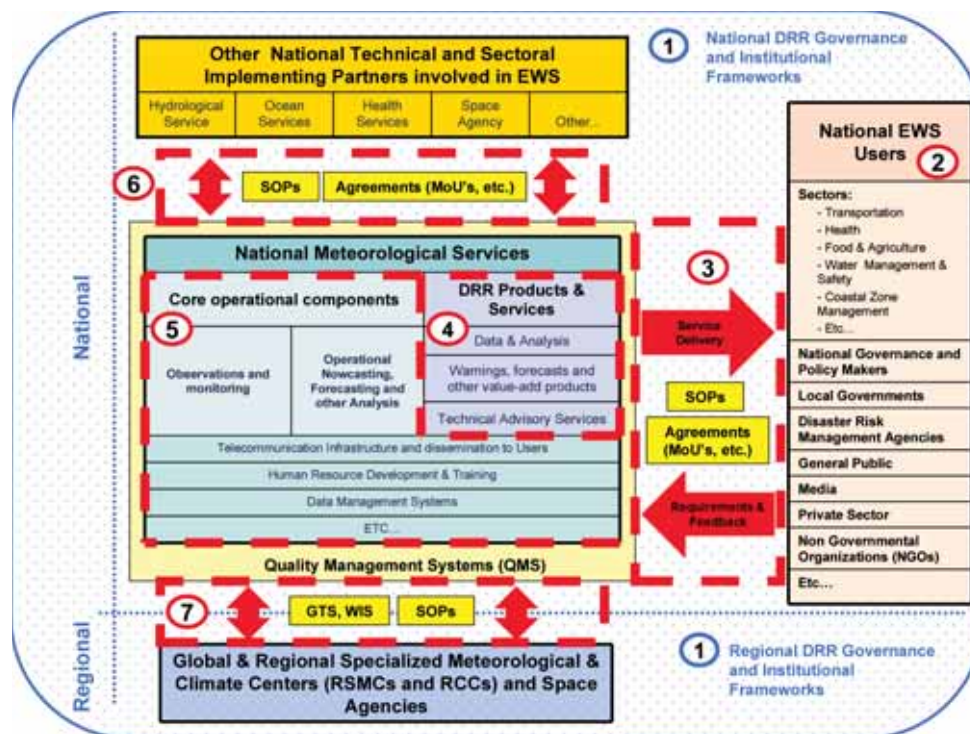 Other National Technical and Sectoral
Implementing Partners involved in EWS
Hydrological
Service
Ocean
Services
Health
Services
Space
Agency
Other...
1
National DRR Governance
and Institutional
Frameworks
6
SOPs
Agreements (MoU's, etc.)
National
National Meteorological Services
Core operational components
5
Observations and
monitoring
Operational
Nowcasting,
Forecasting and
other Analysis
DRR Products &
Services
4
Data & Analysis
Warnings, forecasts and
other value-add products
Technical Advisory Services
Telecommunication Infrastructure and dissemination to Users
Human Resource Development & Training
Data Management Systems
ETC...
Quality Management Systems (QMS)
3
Service
Delivery
SOPs
Agreements
(MoU's, etc.)
Requirements &
Feedback
National EWS
Users
2
Sectors:
- Transportation
- Health
- Food & Agriculture
- Water Management &
Safety
- Coastal Zone
Management
- Etc...
National Governance and
Policy Makers
Local Governments
Disaster Risk
Management Agencies
General Public
Media
Private Sector
Non Governmental
Organizations (NGOs)
Etc...
7
GTS, WIS
SOPs
Regional
Global & Regional Specialized Meteorological &
Climate Centers (RSMCs and RCCs) and Space
Agencies
1
Regional DRR Governance
and Institutional
Frameworks